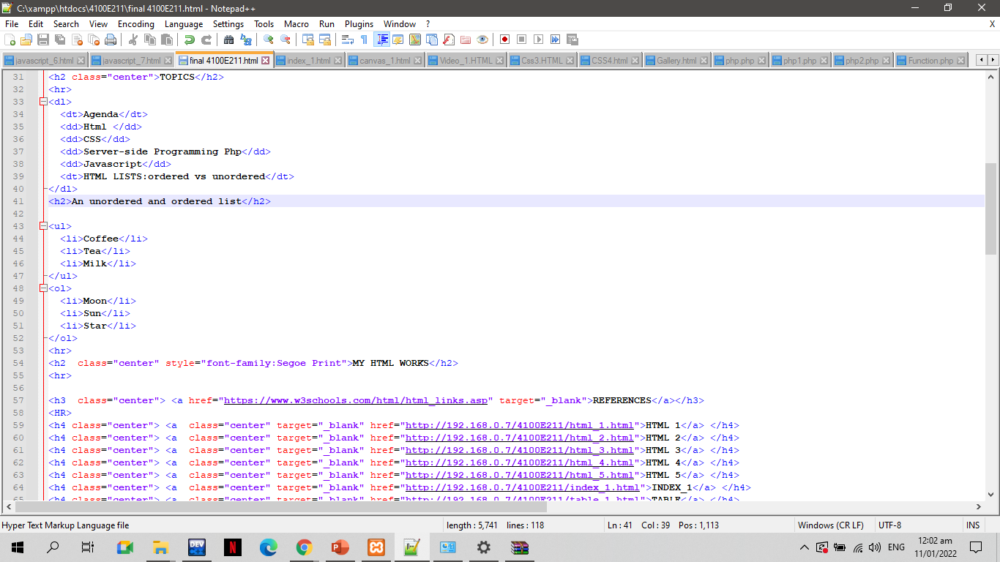 C:\xampp\htdocs\4100E211\final 4100E211.html - Notepad++
File Edit Search View Encoding Language Settings Tools Macro Run Plugins Window ? X
javascript_6.html javascript_7.html final 4100E211.html index_1.html canvas_1.html Video_1.HTML Css3.HTML CSS4.html Gallery.html php.php php1.php php2.php Function.php
31 <h2 class="center">TOPICS</h2>
32 <hr>
33 <dl>
34 <dt>Agenda</dt>
35 <dd>Html </dd>
36 <dd>CSS</dd>
37 <dd>Server-side Programming Php</dd>
38 <dd>Javascript</dd>
39 <dt>HTML LISTS:ordered vs unordered</dt>
40 </dl>
41 <h2>An unordered and ordered list</h2>
42
43 <ul>
44 <li>Coffee</li>
45 <li>Tea</li>
46 <li>Milk</li>
47 </ul>
48 <ol>
49 <li>Moon</li>
50 <li>Sun</li>
51 <li>Star</li>
52 </ol>
53 <hr>
54 <h2  class="center" style="font-family:Segoe Print">MY HTML WORKS</h2>
55 <hr>
56
57 <h3  class="center"> <a href="https://www.w3schools.com/html/html_links.asp" target="_blank">REFERENCES</a></h3>
58 <HR>
59 <h4 class="center"> <a  class="center" target="_blank" href="http://192.168.0.7/4100E211/html_1.html">HTML 1</a> </h4>
60 <h4 class="center"> <a  class="center" target="_blank" href="http://192.168.0.7/4100E211/html_2.html">HTML 2</a> </h4>
61 <h4 class="center"> <a  class="center" target="_blank" href="http://192.168.0.7/4100E211/html_3.html">HTML 3</a> </h4>
62 <h4 class="center"> <a  class="center" target="_blank" href="http://192.168.0.7/4100E211/html_4.html">HTML 4</a> </h4>
63 <h4 class="center"> <a  class="center" target="_blank" href="http://192.168.0.7/4100E211/html_5.html">HTML 5</a> </h4>
64 <h4 class="center"> <a  class="center" target="_blank" href="http://192.168.0.7/4100E211/index_1.html">INDEX_1</a> </h4>
65 <h4 class="center"> <a  class="center" target="_blank" href="http://192.168.0.7/4100E211/table_1.html">TABLE</a> </h4>
Hyper Text Markup Language file length : 5,741 lines : 118 Ln : 41 Col : 39 Pos : 1,113 Windows (CR LF) UTF-8 INS
DEV C++ N P ENG 12:02 am
11/01/2022